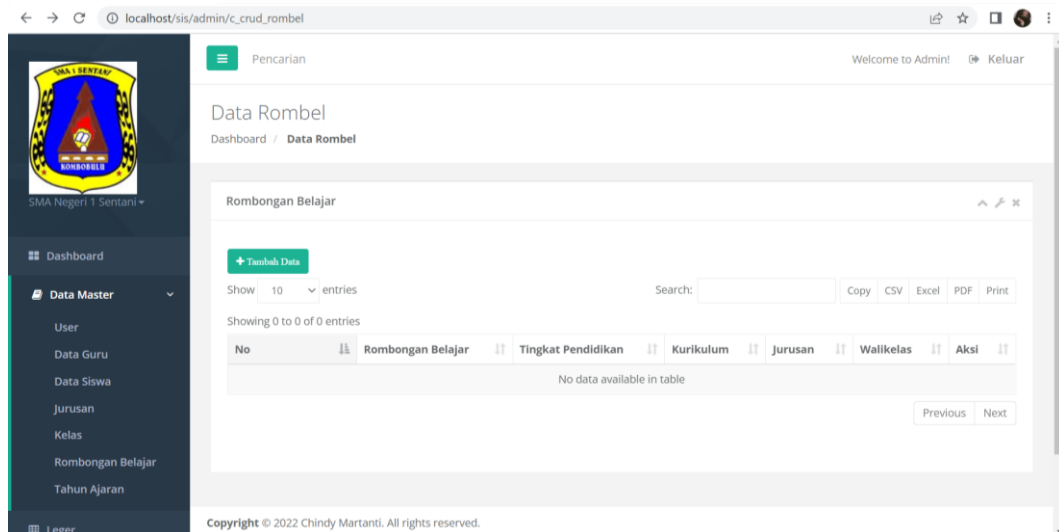 localhost/sis/admin/c_crud_rombel
SMA 1 SENTANI
KOMBOBULU
SMA Negeri 1 Sentani
Dashboard
Data Master
User
Data Guru
Data Siswa
Jurusan
Kelas
Rombongan Belajar
Tahun Ajaran
Leger
Pencarian
Welcome to Admin! Keluar
Data Rombel
Dashboard / Data Rombel
Rombongan Belajar
+ Tambah Data
Show 10 entries
Search: Copy CSV Excel PDF Print
Showing 0 to 0 of 0 entries
No Rombongan Belajar Tingkat Pendidikan Kurikulum Jurusan Walikelas Aksi
No data available in table
Previous Next
Copyright © 2022 Chindy Martanti. All rights reserved.